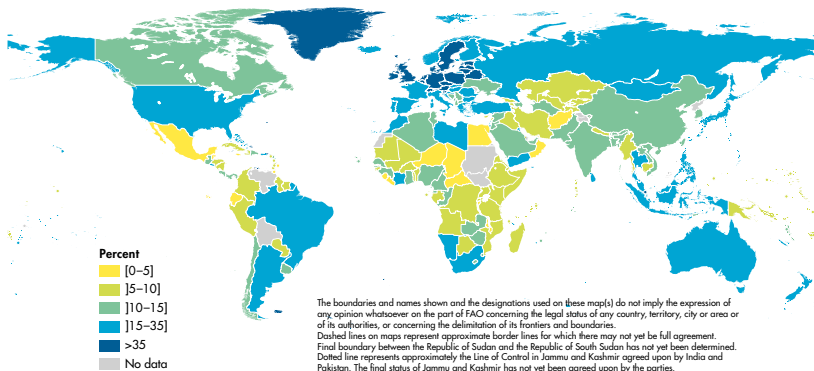 Percent
[0–5]
]5–10]
]10–15]
]15–35]
>35
No data
The boundaries and names shown and the designations used on these map(s) do not imply the expression of
any opinion whatsoever on the part of FAO concerning the legal status of any country, territory, city or area or
of its authorities, or concerning the delimitation of its frontiers and boundaries.
Dashed lines on maps represent approximate border lines for which there may not yet be full agreement.
Final boundary between the Republic of Sudan and the Republic of South Sudan has not yet been determined.
Dotted line represents approximately the Line of Control in Jammu and Kashmir agreed upon by India and
Pakistan. The final status of Jammu and Kashmir has not yet been agreed upon by the parties.